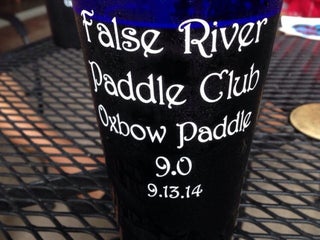 False River
Paddle Club
Oxbow Paddle
9.0
9.13.14